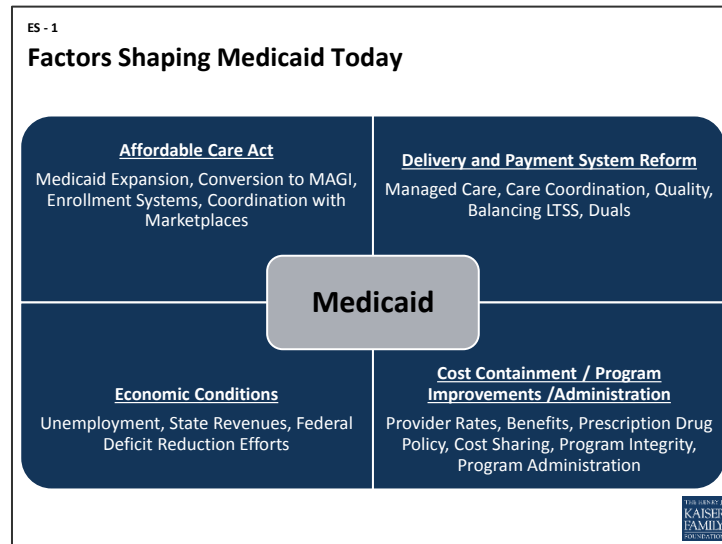 ES - 1
Factors Shaping Medicaid Today
Affordable Care Act
Medicaid Expansion, Conversion to MAGI,
Enrollment Systems, Coordination with
Marketplaces
Delivery and Payment System Reform
Managed Care, Care Coordination, Quality,
Balancing LTSS, Duals
Medicaid
Economic Conditions
Unemployment, State Revenues, Federal
Deficit Reduction Efforts
Cost Containment / Program
Improvements /Administration
Provider Rates, Benefits, Prescription Drug
Policy, Cost Sharing, Program Integrity,
Program Administration
THE HENRY J.
KAISER
FAMILY
FOUNDATION